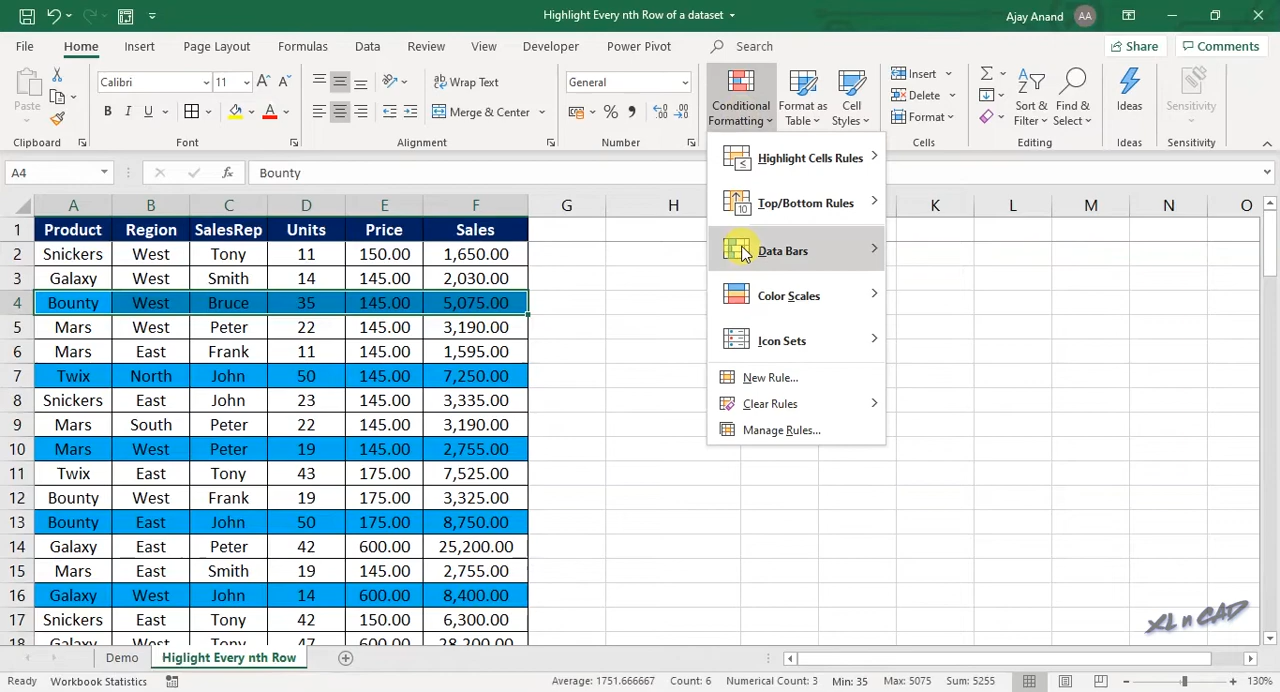 Highlight Every nth Row of a dataset
Ajay Anand AA
File Home Insert Page Layout Formulas Data Review View Developer Power Pivot Search Share Comments
Paste
Clipboard
Calibri 11
B I U A
Font
Wrap Text
Merge & Center
Alignment
General
Number
Conditional Formatting
Format as Table
Cell Styles
Insert
Delete
Format
Cells
Sort & Filter
Find & Select
Editing
Ideas
Ideas
Sensitivity
Sensitivity
A4 fx Bounty
Highlight Cells Rules
Top/Bottom Rules
Data Bars
Color Scales
Icon Sets
New Rule...
Clear Rules
Manage Rules...
A B C D E F G H K L M N O
1 Product Region SalesRep Units Price Sales
2 Snickers West Tony 11 150.00 1,650.00
3 Galaxy West Smith 14 145.00 2,030.00
4 Bounty West Bruce 35 145.00 5,075.00
5 Mars West Peter 22 145.00 3,190.00
6 Mars East Frank 11 145.00 1,595.00
7 Twix North John 50 145.00 7,250.00
8 Snickers East John 23 145.00 3,335.00
9 Mars South Peter 22 145.00 3,190.00
10 Mars West Peter 19 145.00 2,755.00
11 Twix East Tony 43 175.00 7,525.00
12 Bounty West Frank 19 175.00 3,325.00
13 Bounty East John 50 175.00 8,750.00
14 Galaxy East Peter 42 600.00 25,200.00
15 Mars East Smith 19 145.00 2,755.00
16 Galaxy West John 14 600.00 8,400.00
17 Snickers East Tony 42 150.00 6,300.00
18 Galaxy West Tony 47 600.00 28,200.00
XL n CAD
Demo Higlight Every nth Row
Ready Workbook Statistics Average: 1751.666667 Count: 6 Numerical Count: 3 Min: 35 Max: 5075 Sum: 5255 130%